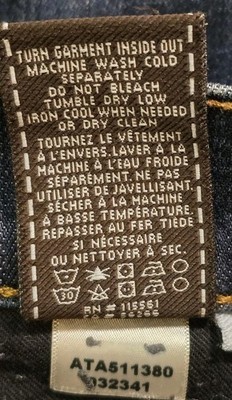 TURN GARMENT INSIDE OUT
MACHINE WASH COLD
SEPARATELY
DO NOT BLEACH
TUMBLE DRY LOW
IRON COOL WHEN NEEDED
OR DRY CLEAN
TOURNEZ LE VÊTEMENT
À L'ENVERS.LAVER À LA
MACHINE À L'EAU FROIDE
SÉPARÉMENT. NE PAS
UTILISER DE JAVELLISANT.
SÉCHER À LA MACHINE
À BASSE TEMPÉRATURE.
REPASSER AU FER TIÈDE
SI NÉCESSAIRE
OU NETTOYER À SEC.
30
RN # 115561
ATA511380
032341